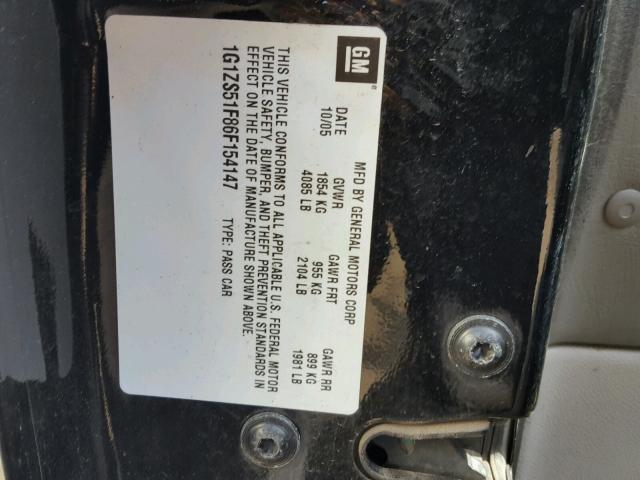 GM®
MFD BY GENERAL MOTORS CORP
DATE GVWR GAWR FRT GAWR RR
10/05 1854 KG 955 KG 899 KG
4085 LB 2104 LB 1981 LB
THIS VEHICLE CONFORMS TO ALL APPLICABLE U.S. FEDERAL MOTOR
VEHICLE SAFETY, BUMPER, AND THEFT PREVENTION STANDARDS IN
EFFECT ON THE DATE OF MANUFACTURE SHOWN ABOVE.
1G1ZS51F86F154147 TYPE: PASS CAR